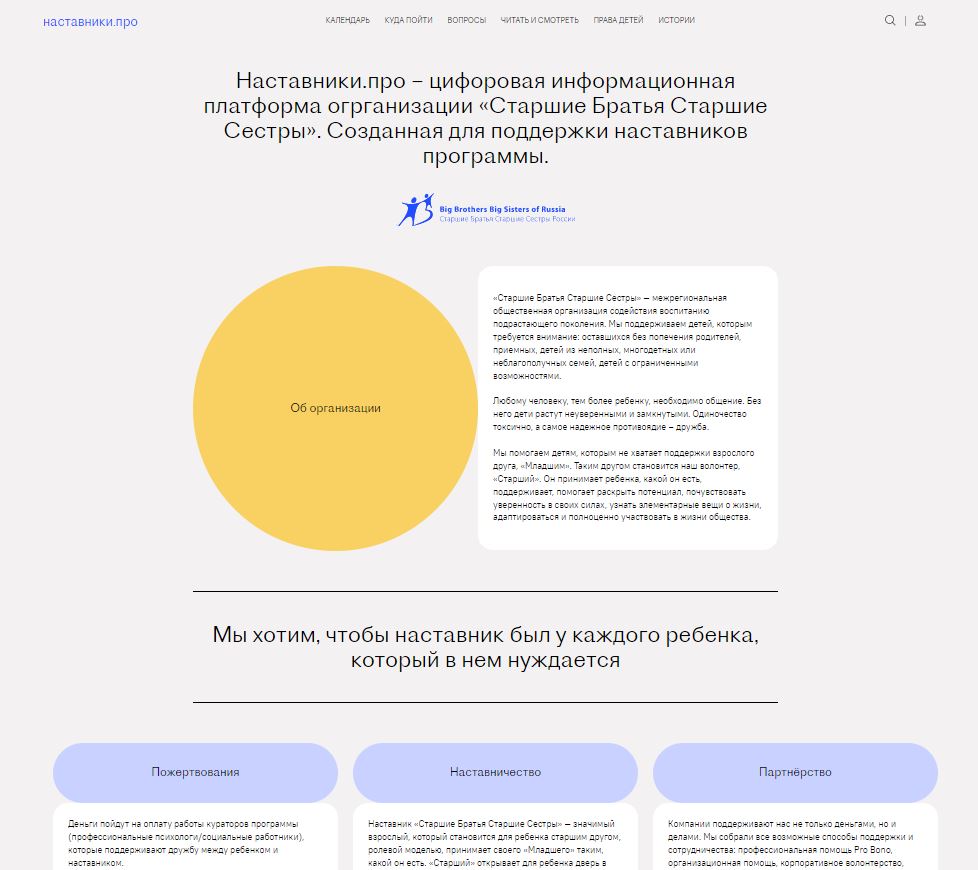 наставники.про
КАЛЕНДАРЬ КУДА ПОЙТИ ВОПРОСЫ ЧИТАТЬ И СМОТРЕТЬ ПРАВА ДЕТЕЙ ИСТОРИИ
Наставники.про – цифоровая информационная
платформа огрганизации «Старшие Братья Старшие
Сестры». Созданная для поддержки наставников
программы.
Big Brothers Big Sisters of Russia
Старшие Братья Старшие Сестры России
Об организации
«Старшие Братья Старшие Сестры» – межрегиональная
общественная организация содействия воспитанию
подрастающего поколения. Мы поддерживаем детей, которым
требуется внимание: оставшихся без попечения родителей,
приемных, детей из неполных, многодетных или
неблагополучных семей, детей с ограниченными
возможностями.
Любому человеку, тем более ребенку, необходимо общение. Без
него дети растут неуверенными и замкнутыми. Одиночество
токсично, а самое надежное противоядие – дружба.
Мы помогаем детям, которым не хватает поддержки взрослого
друга, «Младшим». Таким другом становится наш волонтер,
«Старший». Он принимает ребенка, какой он есть,
поддерживает, помогает раскрыть потенциал, почувствовать
уверенность в своих силах, узнать элементарные вещи о жизни,
адаптироваться и полноценно участвовать в жизни общества.
Мы хотим, чтобы наставник был у каждого ребенка,
который в нем нуждается
Пожертвования
Деньги пойдут на оплату работы кураторов программы
(профессиональные психологи/социальные работники),
которые поддерживают дружбу между ребенком и
наставником.
Наставничество
Наставник «Старшие Братья Старшие Сестры» – значимый
взрослый, который становится для ребенка старшим другом,
ролевой моделью, принимает своего «Младшего» таким,
какой он есть. «Старший» открывает для ребенка дверь в
Партнёрство
Компании поддерживают нас не только деньгами, но и
делами. Мы собрали все возможные способы поддержки и
сотрудничества: профессиональная помощь Pro Bono,
организационная помощь, корпоративное волонтерство,